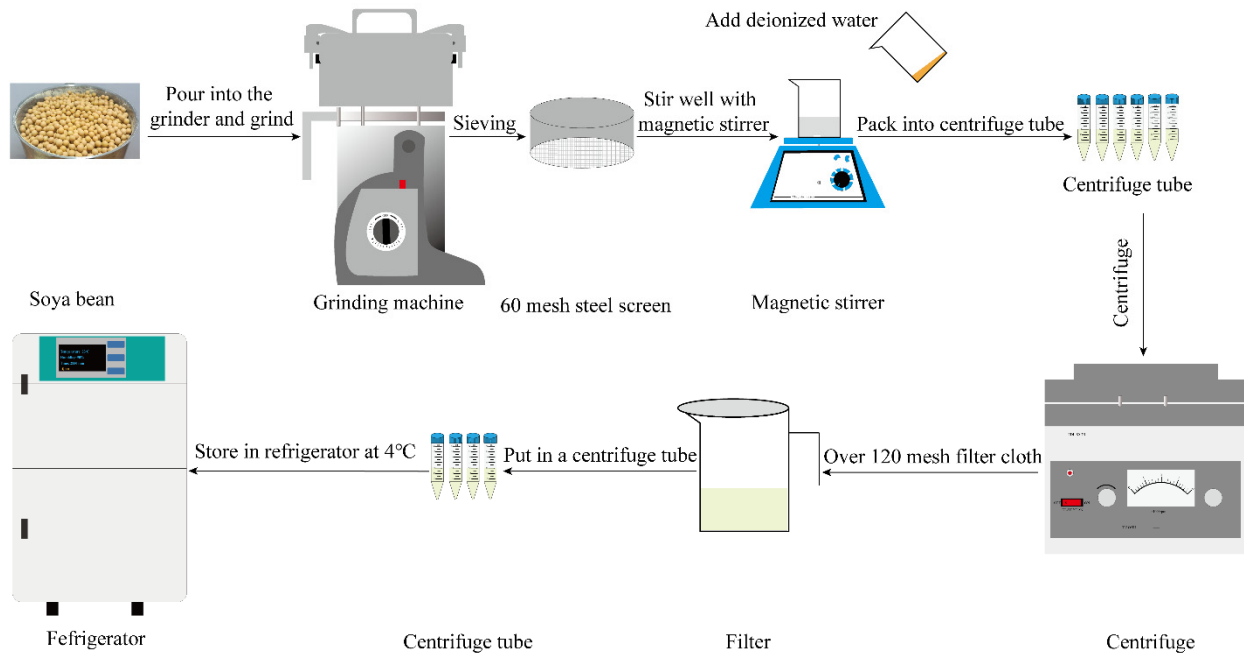 Add deionized water
Pour into the
grinder and grind
Sieving
Stir well with
magnetic stirrer
Pack into centrifuge tube
Centrifuge tube
Soya bean
Grinding machine
60 mesh steel screen
Magnetic stirrer
Centrifuge
Store in refrigerator at 4℃
Put in a centrifuge tube
Over 120 mesh filter cloth
Fefrigerator
Centrifuge tube
Filter
Centrifuge